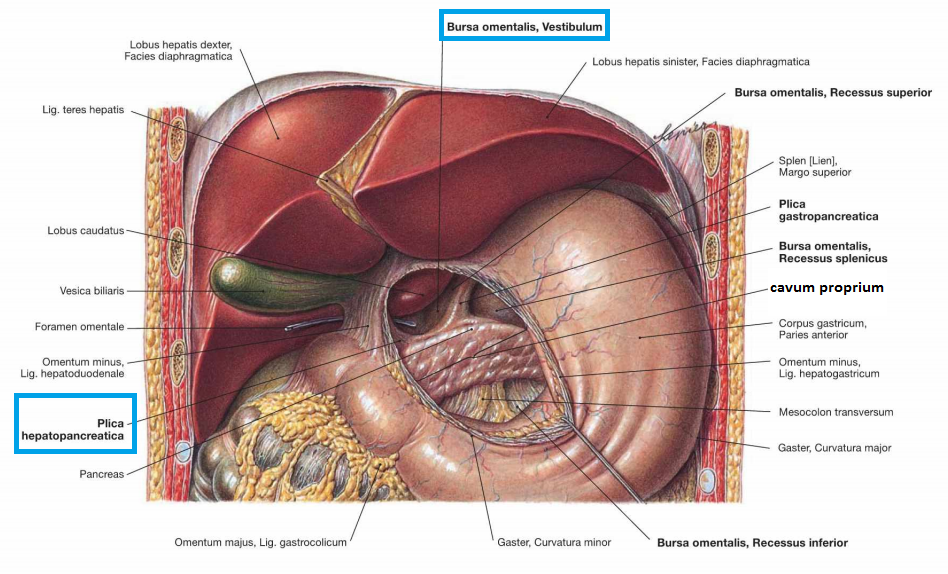 Bursa omentalis, Vestibulum
Lobus hepatis dexter,
Facies diaphragmatica
Lobus hepatis sinister, Facies diaphragmatica
Lig. teres hepatis
Bursa omentalis, Recessus superior
Splen [Lien],
Margo superior
Plica
gastropancreatica
Lobus caudatus
Bursa omentalis,
Recessus splenicus
Vesica biliaris
cavum proprium
Foramen omentale
Corpus gastricum,
Paries anterior
Omentum minus,
Lig. hepatoduodenale
Omentum minus,
Lig. hepatogastricum
Plica
hepatopancreatica
Mesocolon transversum
Gaster, Curvatura major
Pancreas
Omentum majus, Lig. gastrocolicum
Gaster, Curvatura minor
Bursa omentalis, Recessus inferior